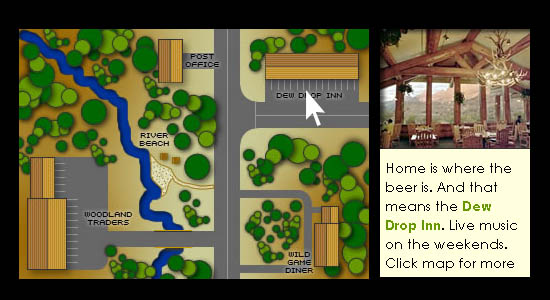 POST
OFFICE
DEW DROP INN
RIVER
BEACH
WOODLAND
TRADERS
WILD
GAME
DINER
Home is where the
beer is. And that
means the Dew
Drop Inn. Live music
on the weekends.
Click map for more